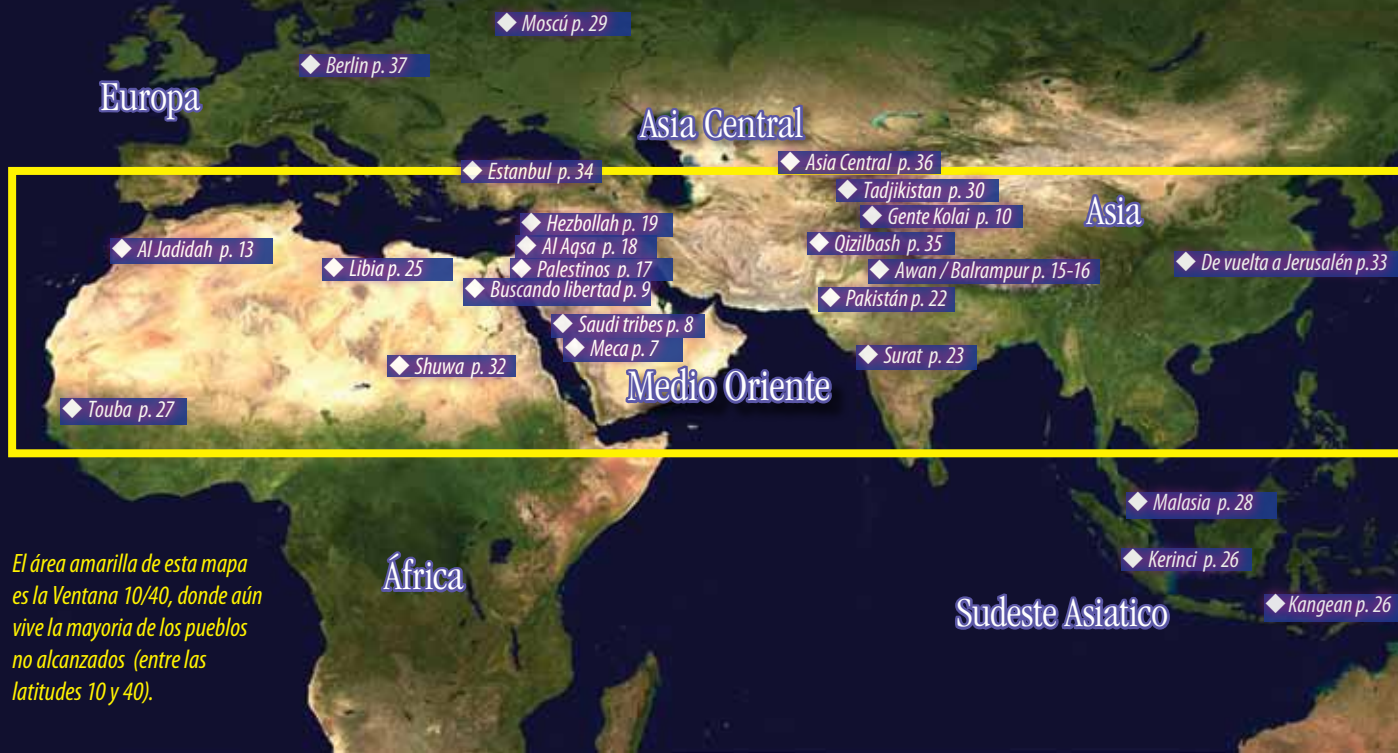 Moscú p. 29
Berlin p. 37
Europa
Asia Central
Asia Central p. 36
Estanbul p. 34
Tadjikistan p. 30
Asia
Gente Kolai p. 10
Hezbollah p. 19
Al Jadidah p. 13
Al Aqsa p. 18
Qizilbash p. 35
Libia p. 25
Palestinos p. 17
Awan / Balrampur p. 15-16
De vuelta a Jerusalén p.33
Buscando libertad p. 9
Pakistán p. 22
Saudi tribes p. 8
Meca p. 7
Surat p. 23
Shuwa p. 32
Medio Oriente
Touba p. 27
Malasia p. 28
Kerinci p. 26
África
Sudeste Asiatico
Kangean p. 26
El área amarilla de esta mapa
es la Ventana 10/40, donde aún
vive la mayoria de los pueblos
no alcanzados (entre las
latitudes 10 y 40).